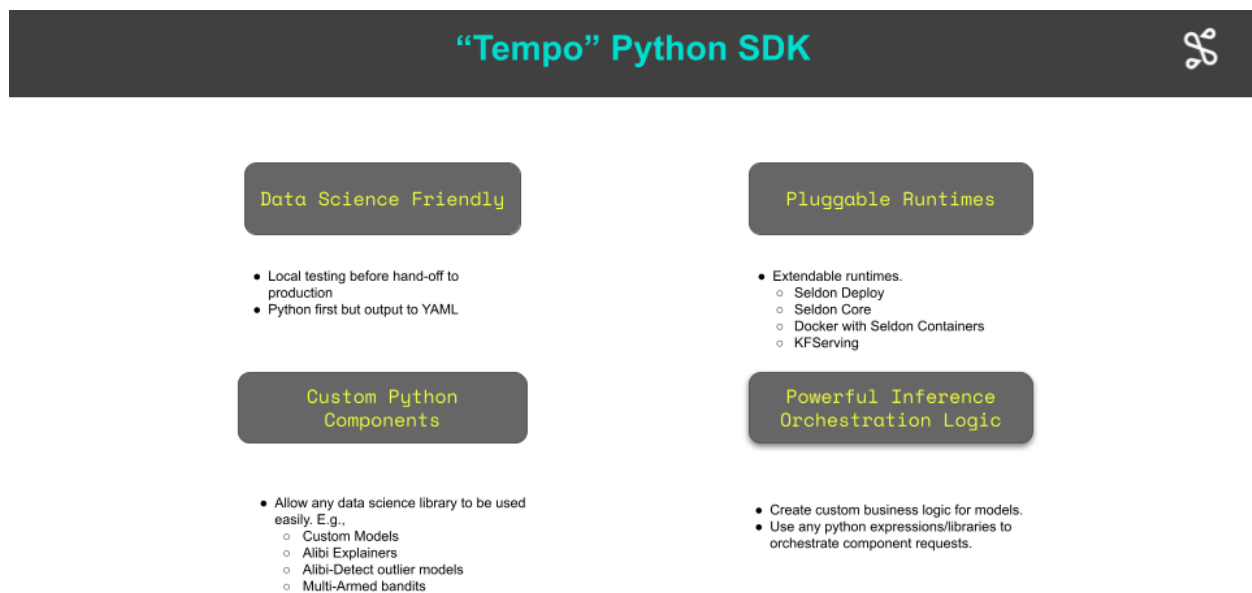 “Tempo” Python SDK
Data Science Friendly
● Local testing before hand-off to
production
● Python first but output to YAML
Pluggable Runtimes
● Extendable runtimes.
○ Seldon Deploy
○ Seldon Core
○ Docker with Seldon Containers
○ KFServing
Custom Python
Components
● Allow any data science library to be used
easily. E.g.,
○ Custom Models
○ Alibi Explainers
○ Alibi-Detect outlier models
○ Multi-Armed bandits
Powerful Inference
Orchestration Logic
● Create custom business logic for models.
● Use any python expressions/libraries to
orchestrate component requests.